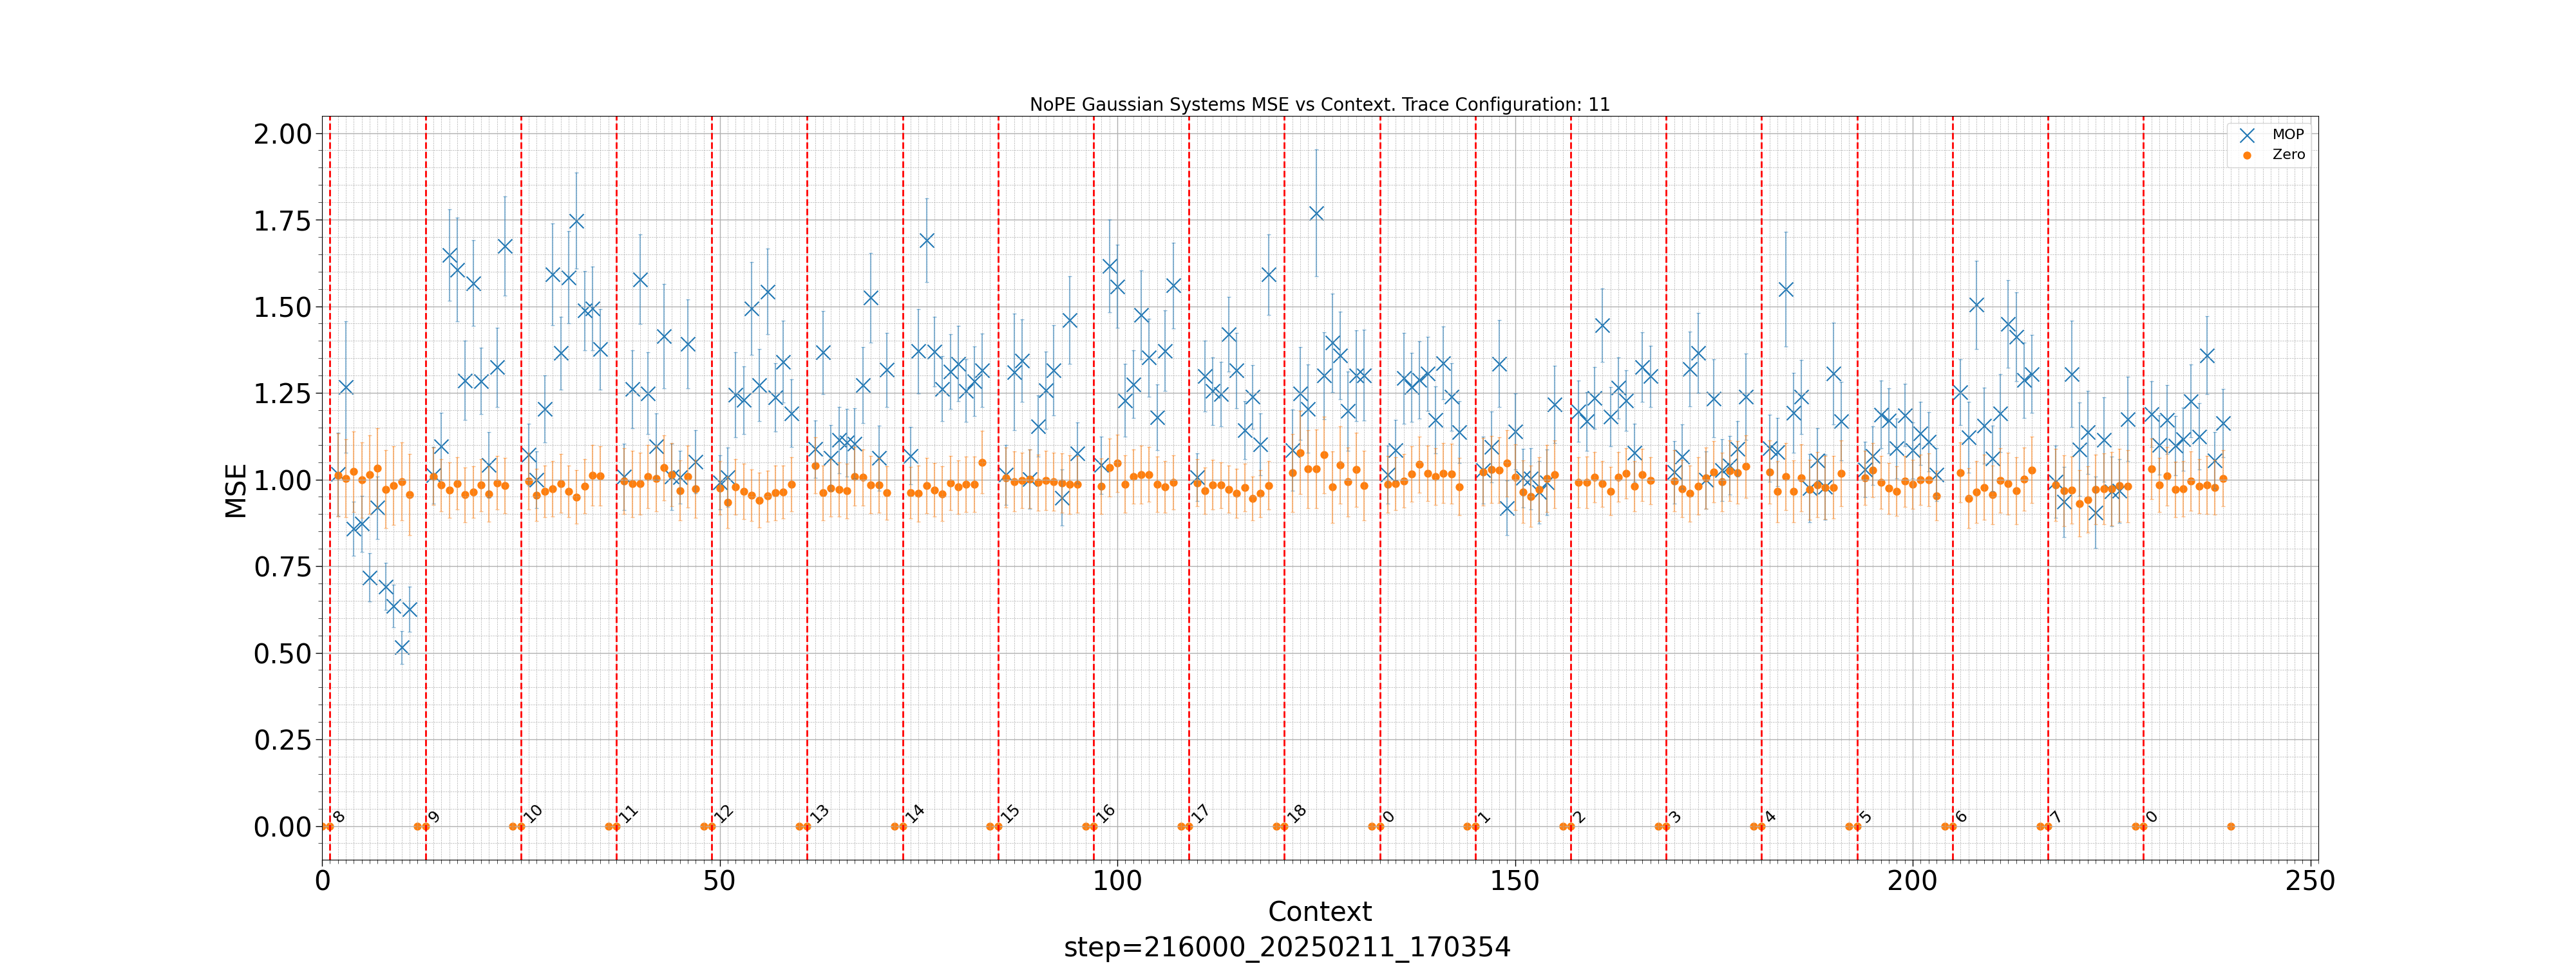 NoPE Gaussian Systems MSE vs Context. Trace Configuration: 11
MOP
Zero
MSE
2.00
1.75
1.50
1.25
1.00
0.75
0.50
0.25
0.00
8 9 10 11 12 13 14 15 16 17 18 0 1 2 3 4 5 6 7 0
0 50 100 150 200 250
Context
step=216000_20250211_170354